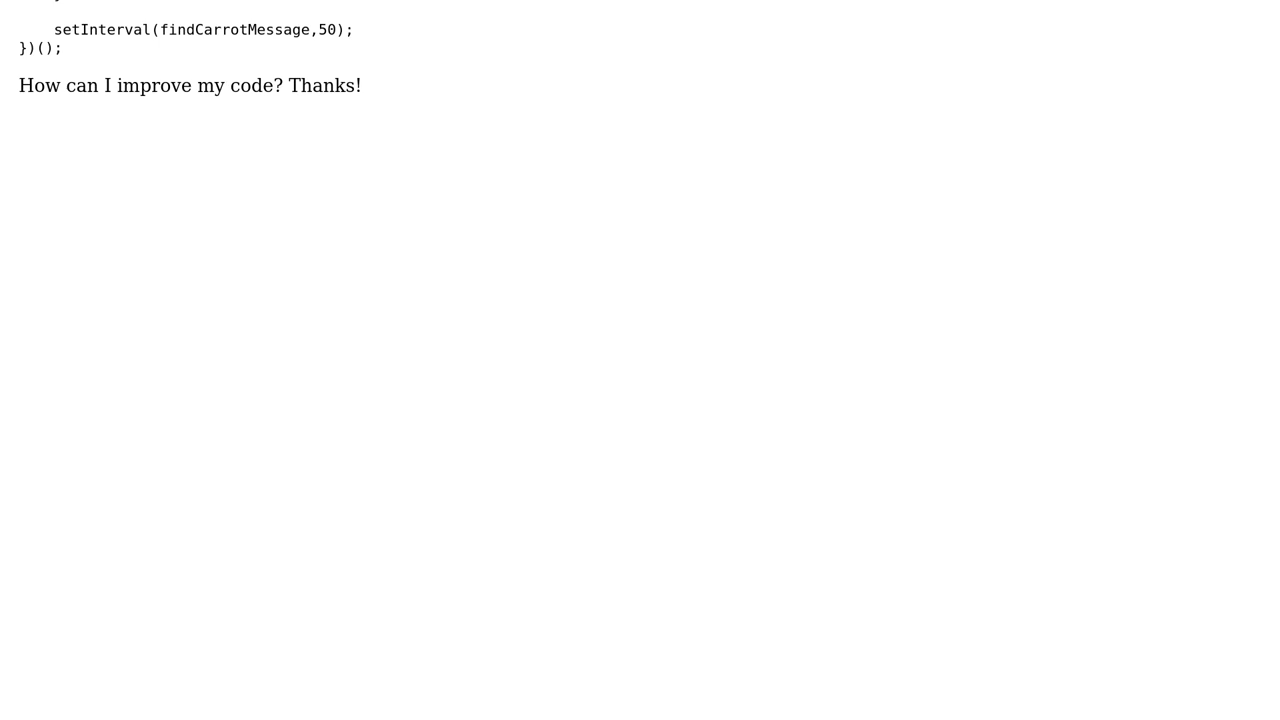 setInterval(findCarrotMessage,50);
})();
How can I improve my code? Thanks!